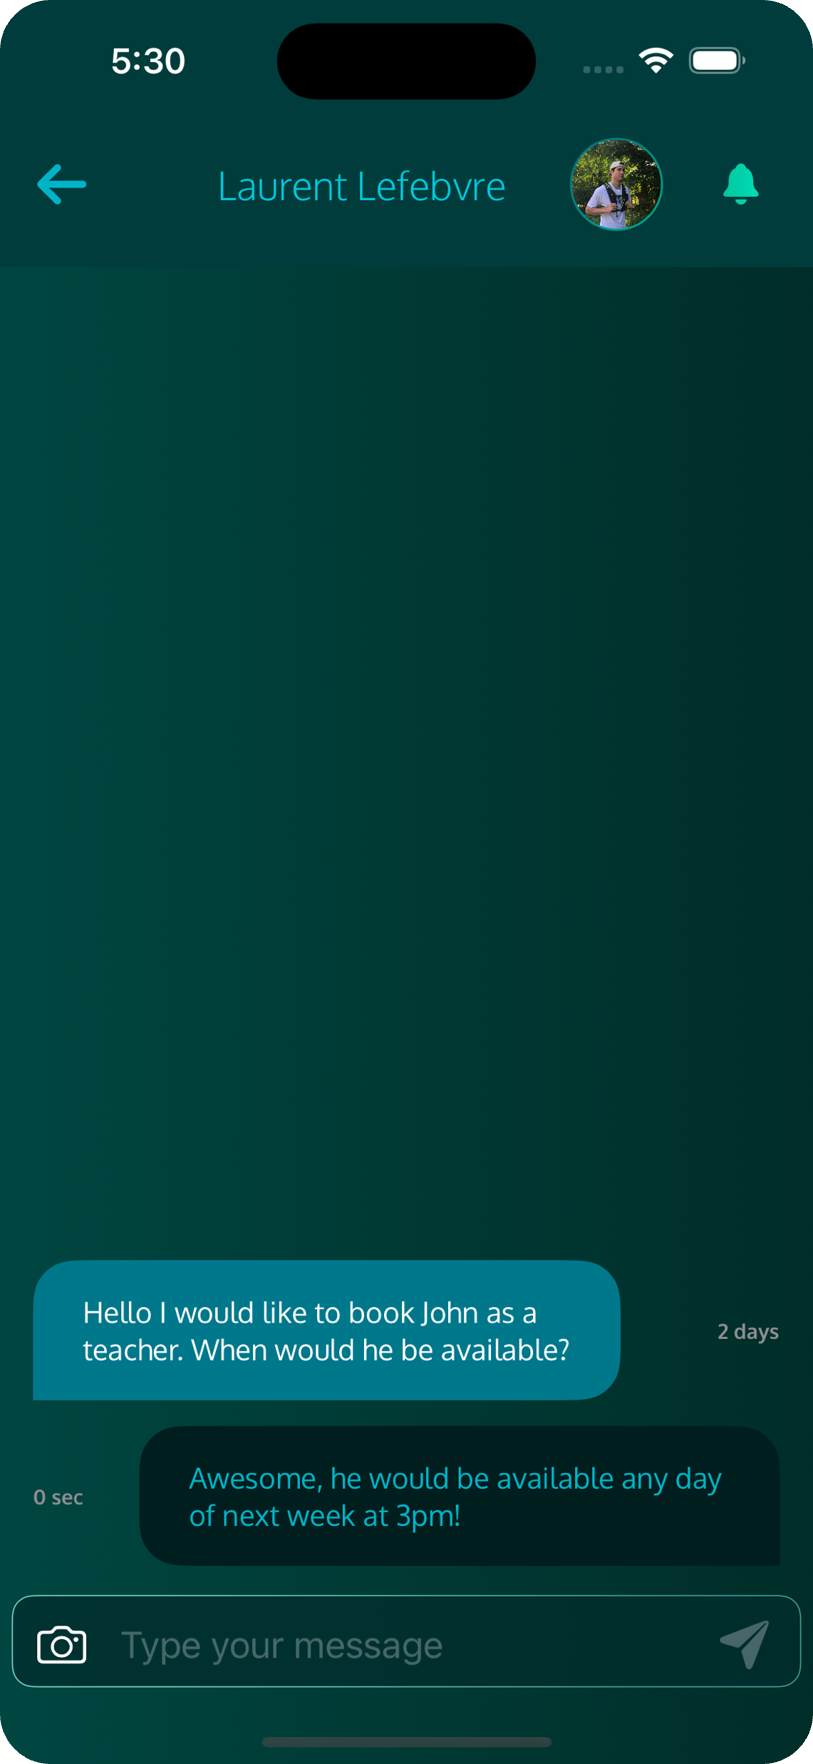 5:30
Laurent Lefebvre
Hello I would like to book John as a
teacher. When would he be available?
2 days
Awesome, he would be available any day
of next week at 3pm!
0 sec
Type your message